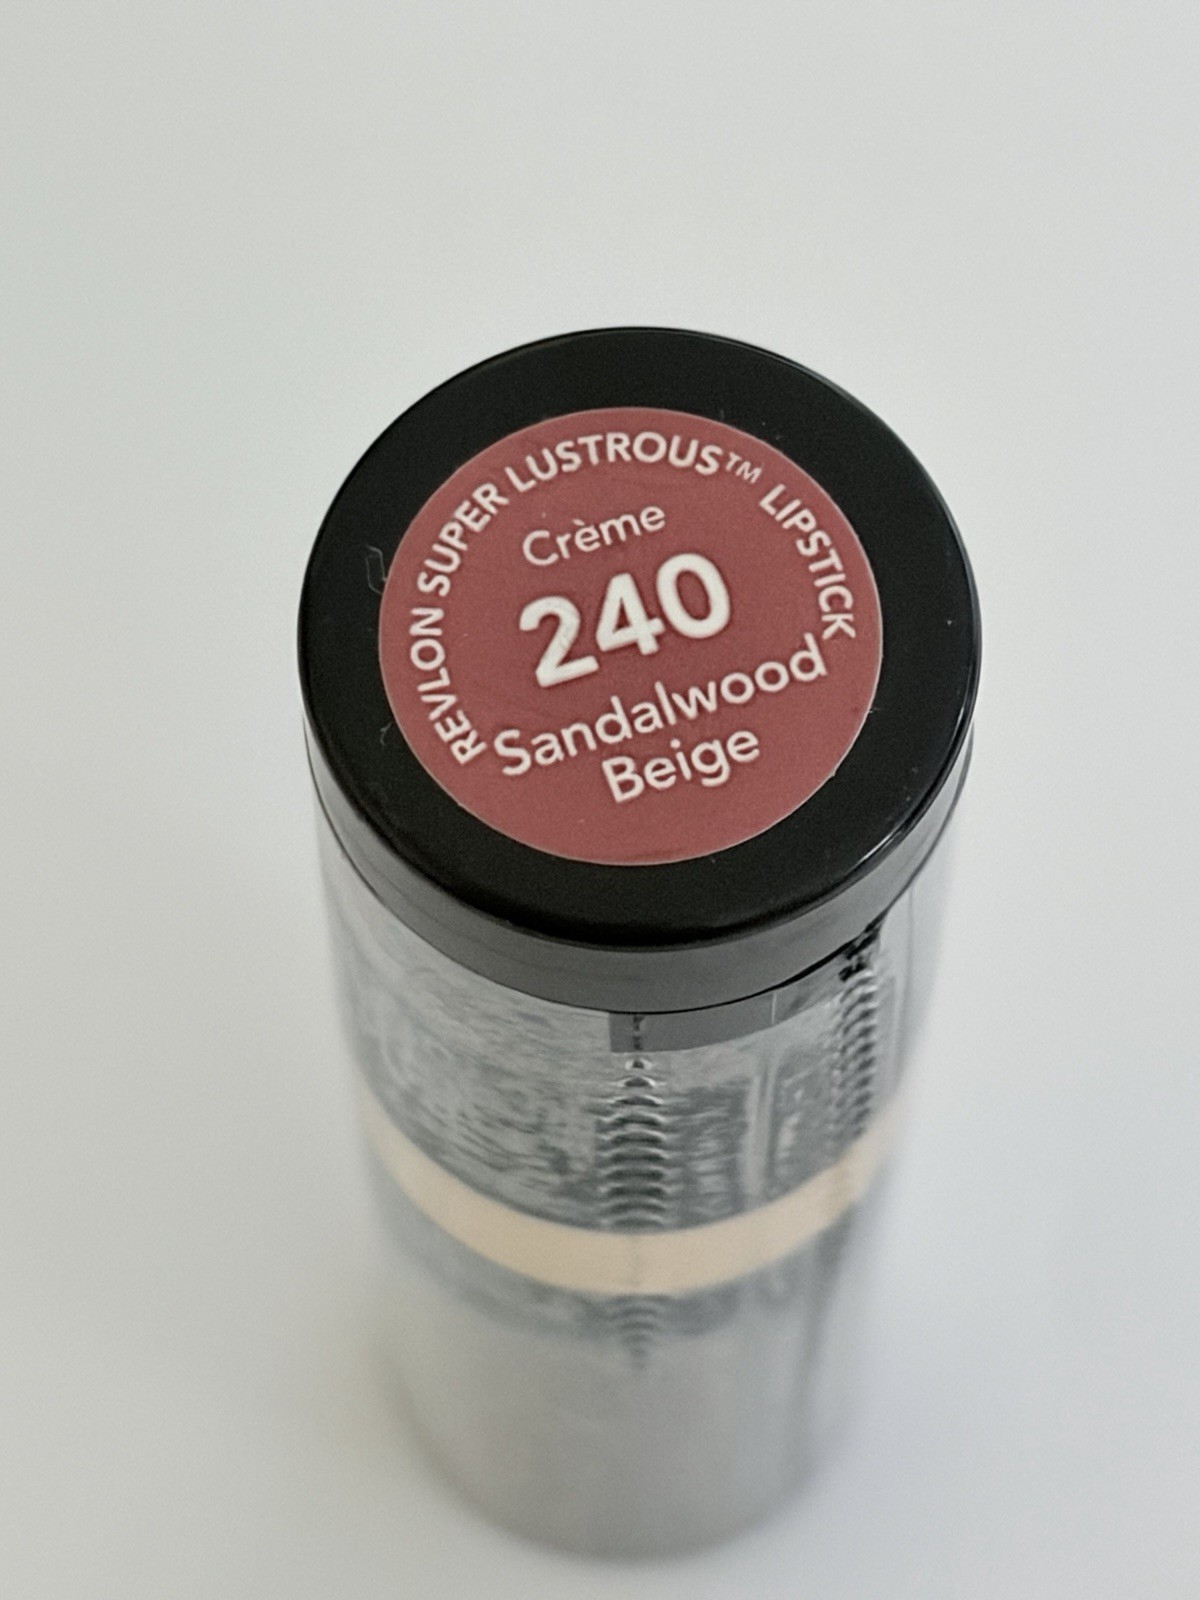 REVLON SUPER LUSTROUS™ LIPSTICK
Crème
240
Sandalwood
Beige